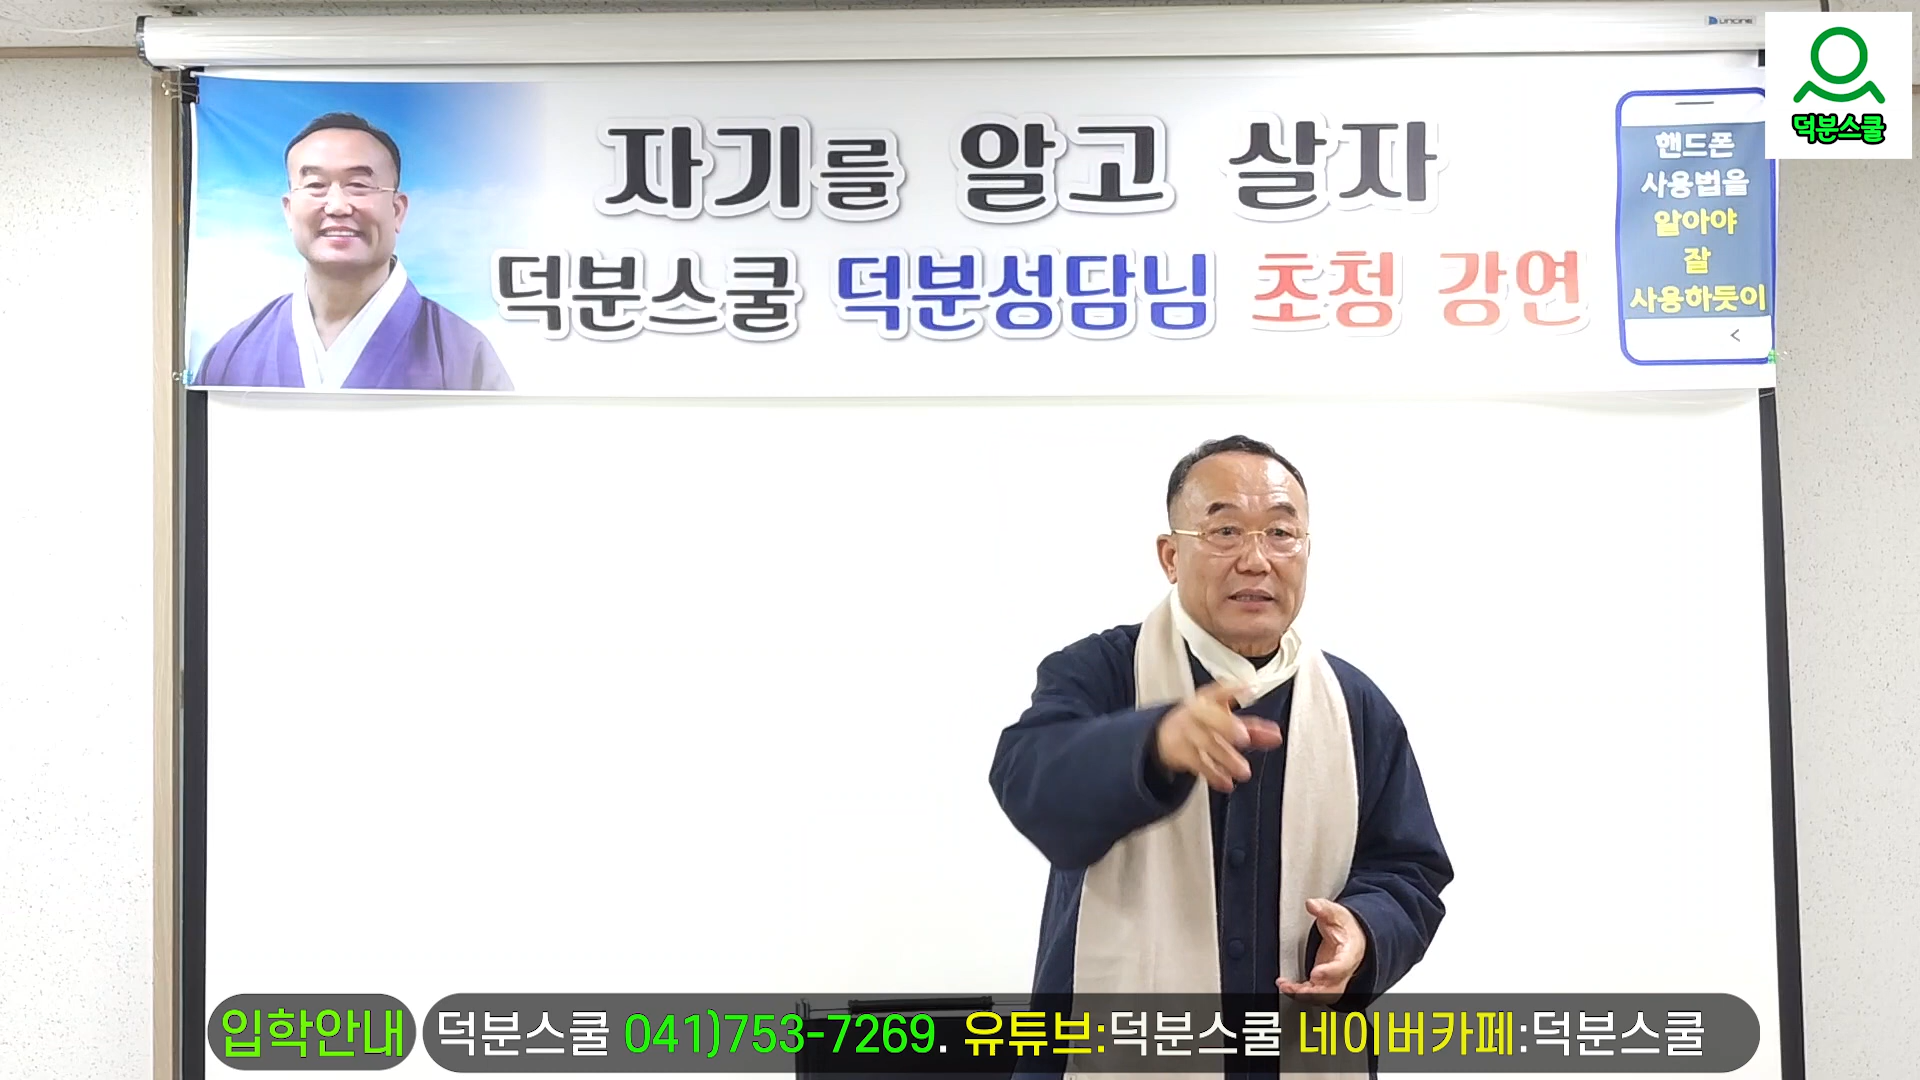 DUNCINE
자기를 알고 살자
덕분스쿨 덕분성담님 초청 강연
핸드폰
사용법을
알아야
잘
사용하듯이
<
덕분스쿨
입학안내 덕분스쿨 041)753-7269. 유튜브:덕분스쿨 네이버카페:덕분스쿨